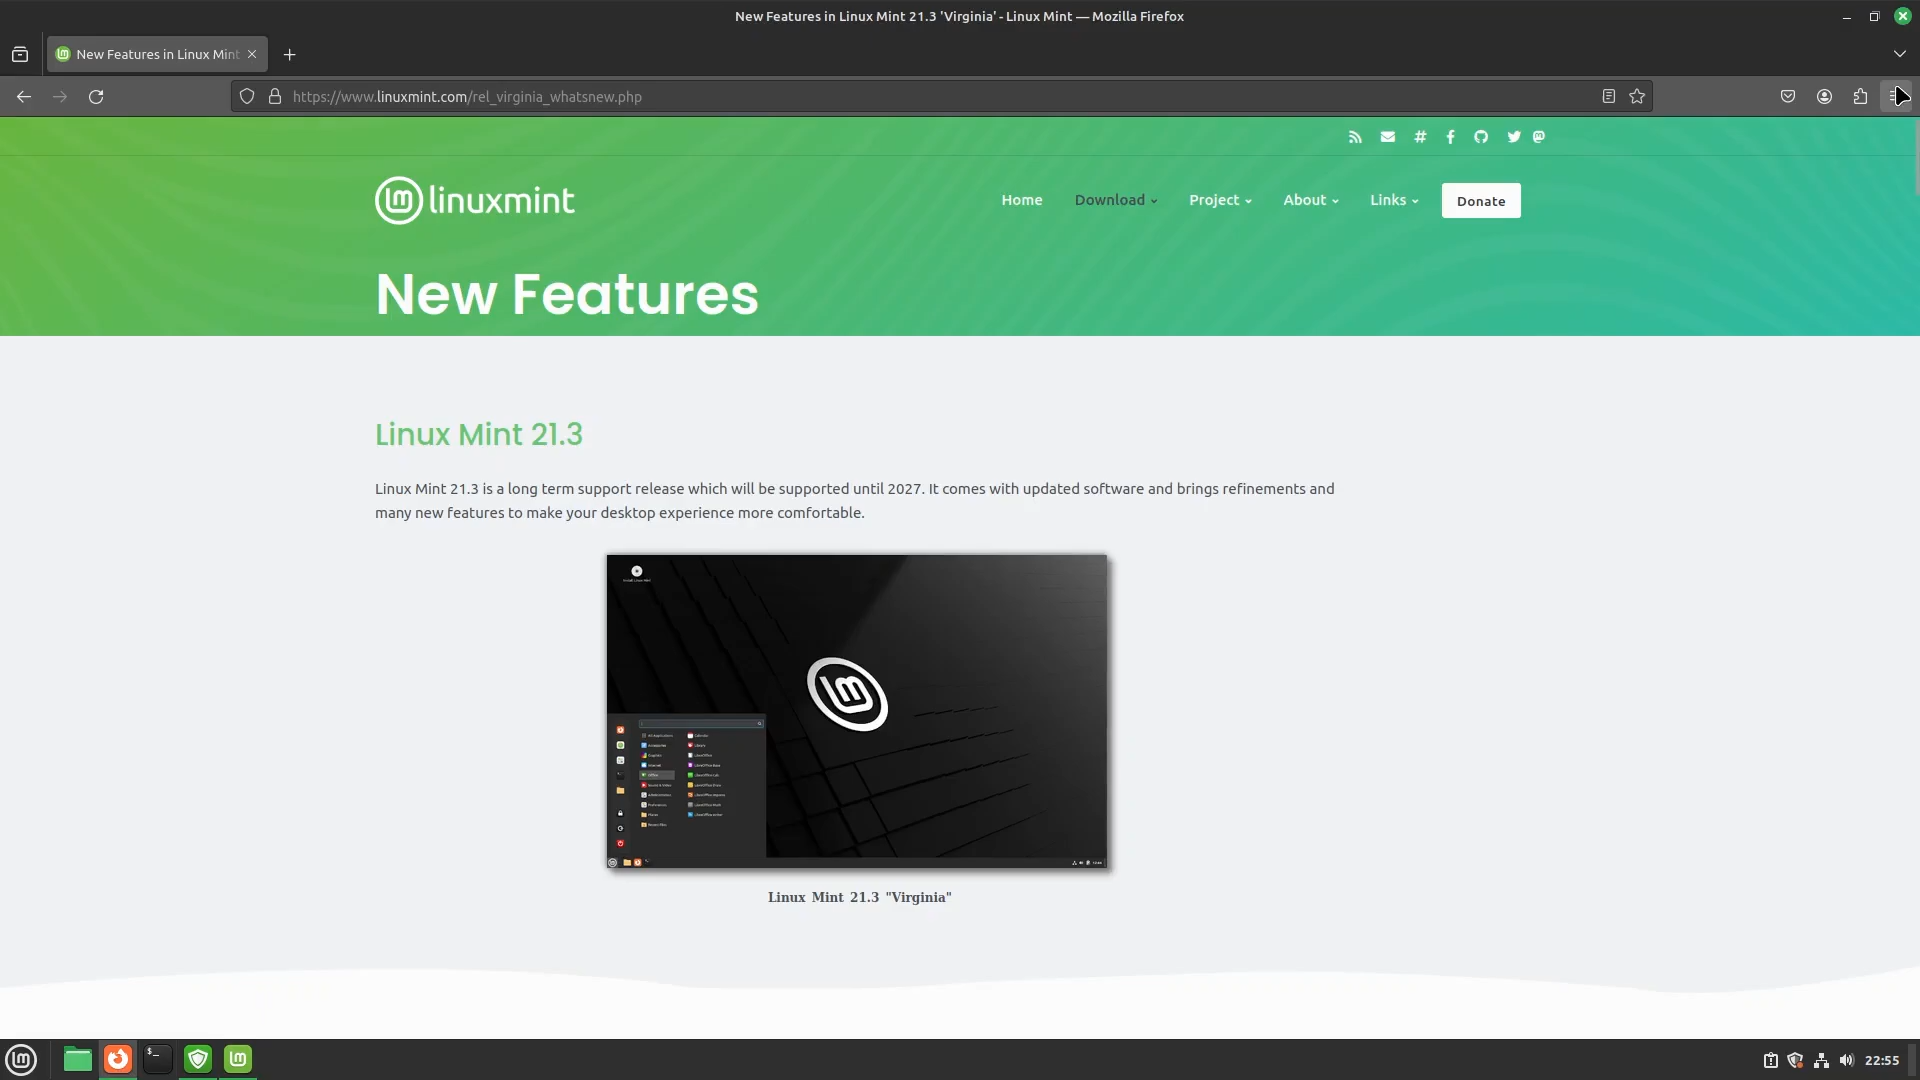 New Features in Linux Mint 21.3 'Virginia' - Linux Mint — Mozilla Firefox
New Features in Linux Mint
https://www.linuxmint.com/rel_virginia_whatsnew.php
linuxmint
Home Download Project About Links Donate
New Features
Linux Mint 21.3
Linux Mint 21.3 is a long term support release which will be supported until 2027. It comes with updated software and brings refinements and
many new features to make your desktop experience more comfortable.
Linux Mint 21.3 "Virginia"
22:55